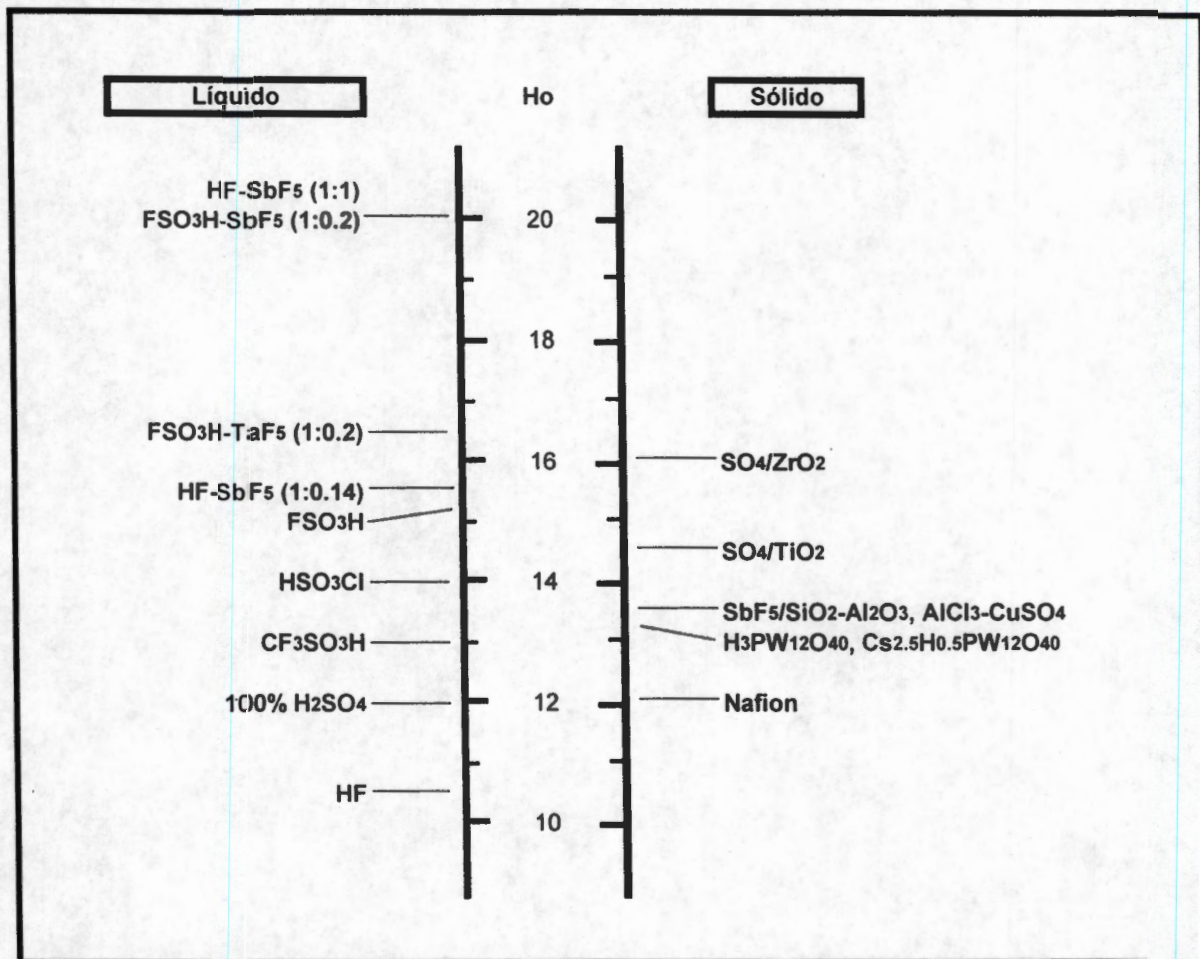 Líquido
Ho
Sólido
HF-SbF5 (1:1)
FSO3H-SbF5 (1:0.2)
20
18
FSO3H-TaF5 (1:0.2)
16
SO4/ZrO2
HF-SbF5 (1:0.14)
FSO3H
SO4/TiO2
HSO3Cl
14
SbF5/SiO2-Al2O3, AlCl3-CuSO4
CF3SO3H
H3PW12O40, Cs2.5H0.5PW12O40
100% H2SO4
12
Nafion
HF
10